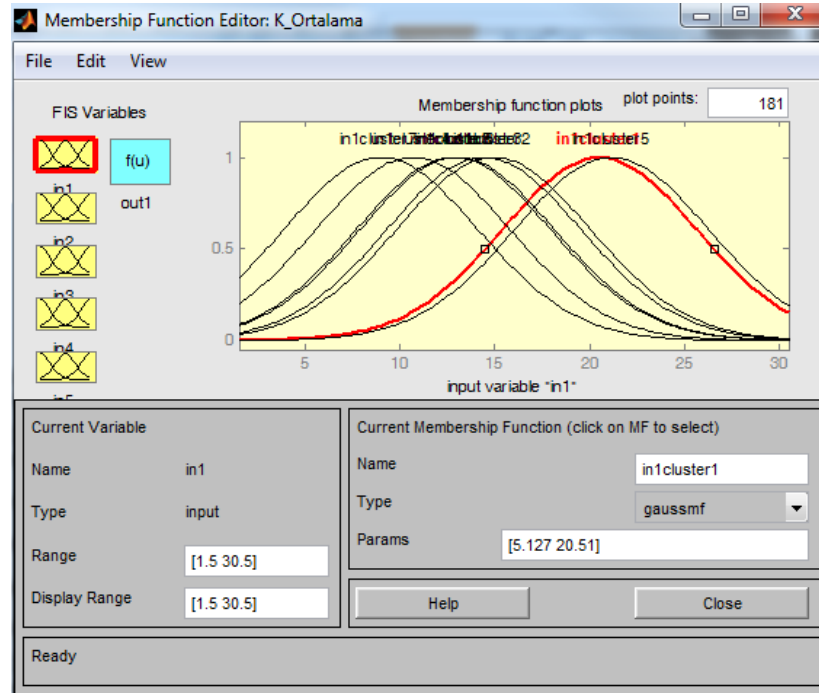 Membership Function Editor: K_Ortalama
File Edit View
FIS Variables
f(u)
in1
out1
in2
in3
in4
in5
Membership function plots
plot points: 181
in1cluster5
1
0.5
0
5 10 15 20 25 30
input variable "in1"
Current Variable
Name in1
Type input
Range [1.5 30.5]
Display Range [1.5 30.5]
Current Membership Function (click on MF to select)
Name in1cluster1
Type gaussmf
Params [5.127 20.51]
Help Close
Ready